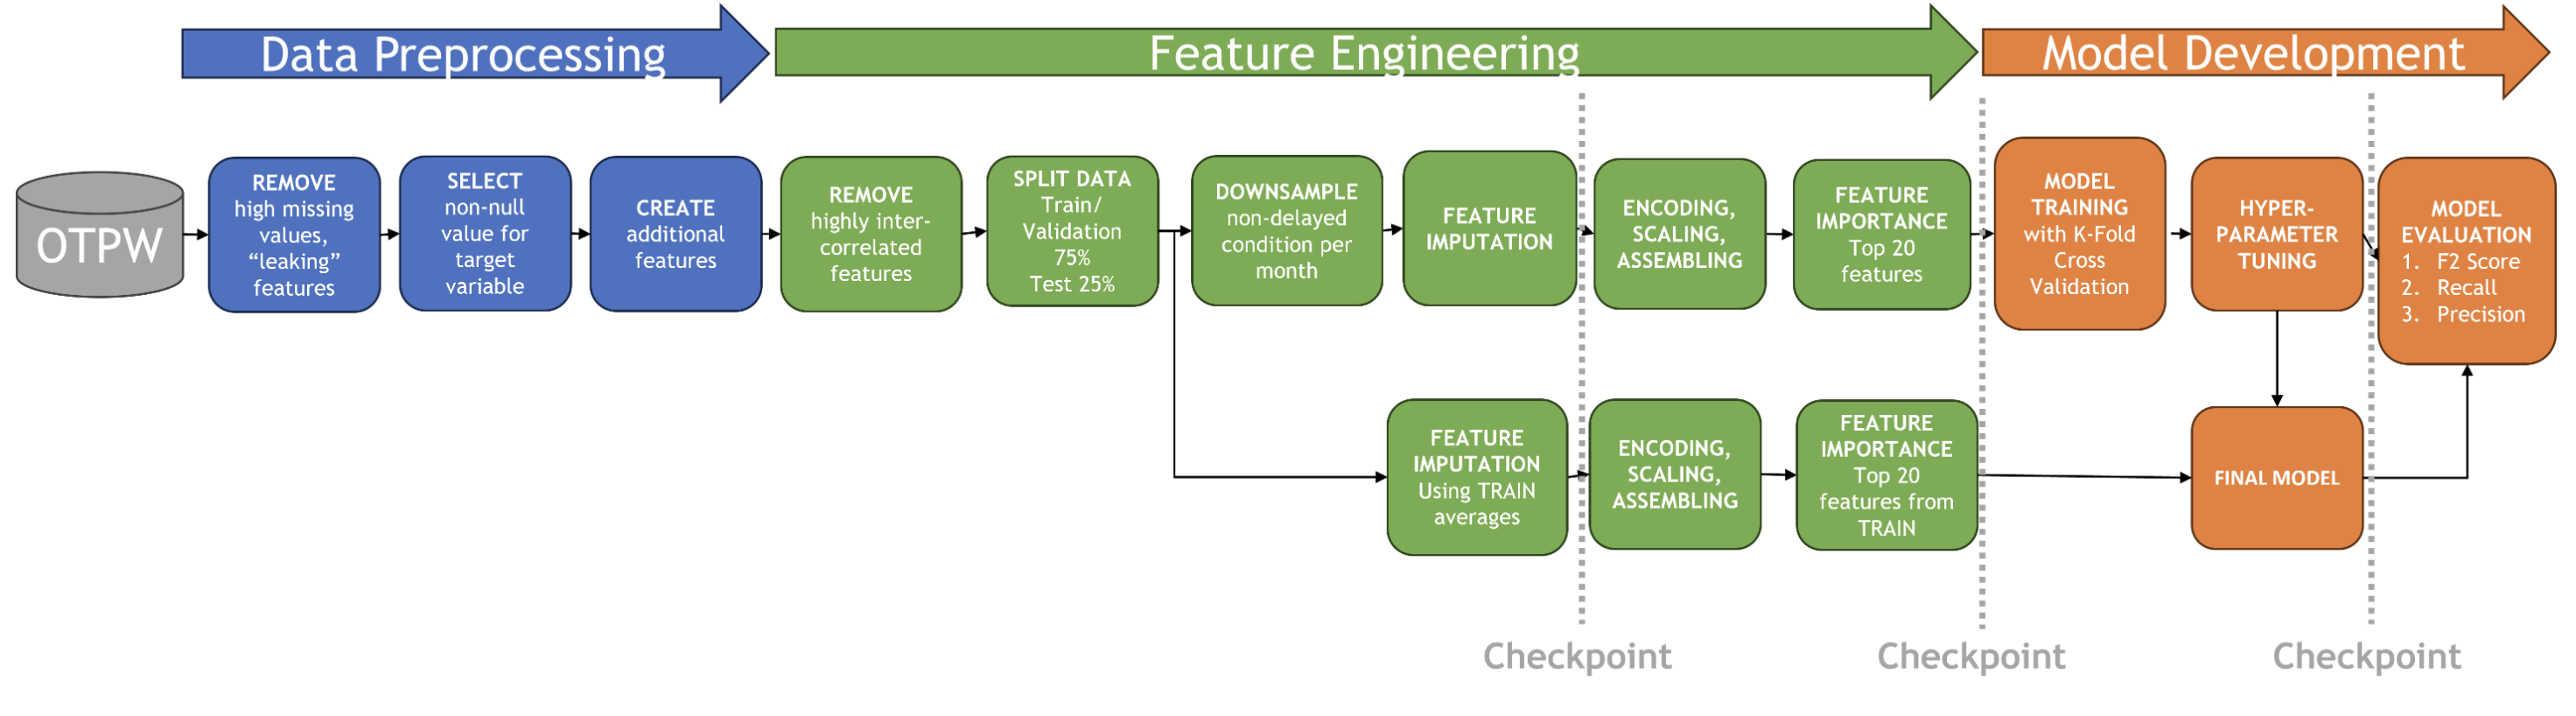 Data Preprocessing
Feature Engineering
Model Development
OTPW
REMOVE
high missing
values,
“leaking”
features
SELECT
non-null
value for
target
variable
CREATE
additional
features
REMOVE
highly inter-
correlated
features
SPLIT DATA
Train/
Validation
75%
Test 25%
DOWNSAMPLE
non-delayed
condition per
month
FEATURE
IMPUTATION
ENCODING,
SCALING,
ASSEMBLING
FEATURE
IMPORTANCE
Top 20
features
MODEL
TRAINING
with K-Fold
Cross
Validation
HYPER-
PARAMETER
TUNING
MODEL
EVALUATION
1. F2 Score
2. Recall
3. Precision
FEATURE
IMPUTATION
Using TRAIN
averages
ENCODING,
SCALING,
ASSEMBLING
FEATURE
IMPORTANCE
Top 20
features from
TRAIN
FINAL MODEL
Checkpoint
Checkpoint
Checkpoint